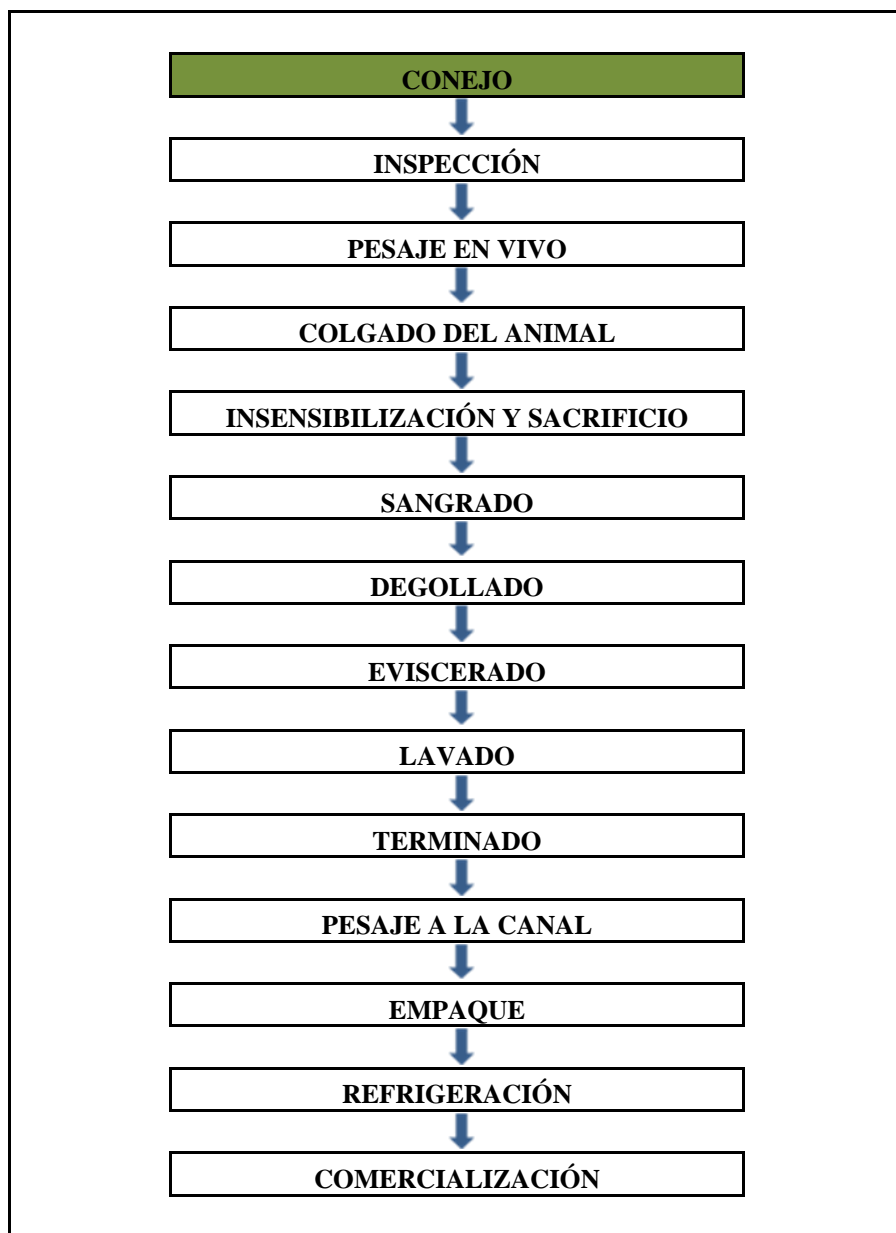 CONEJO
INSPECCIÓN
PESAJE EN VIVO
COLGADO DEL ANIMAL
INSENSIBILIZACIÓN Y SACRIFICIO
SANGRADO
DEGOLLADO
EVISCERADO
LAVADO
TERMINADO
PESAJE A LA CANAL
EMPAQUE
REFRIGERACIÓN
COMERCIALIZACIÓN